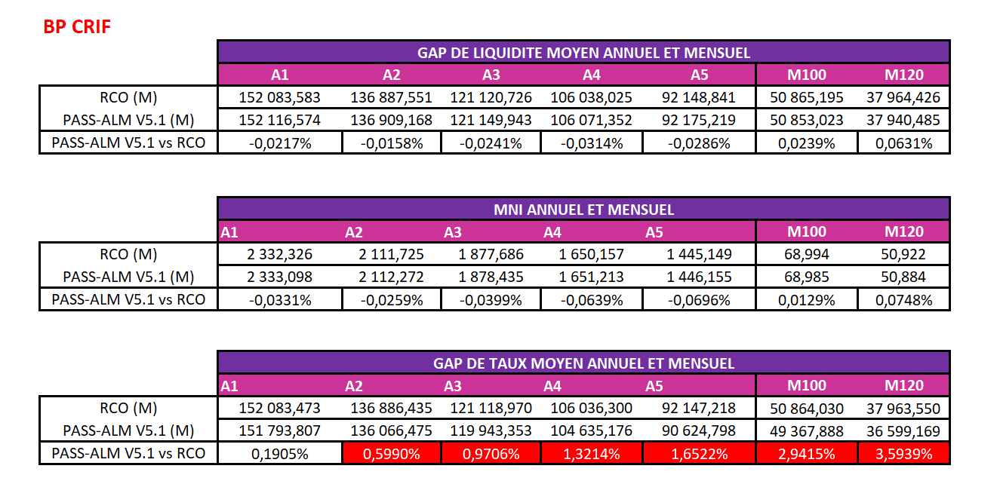 BP CRIF
GAP DE LIQUIDITE MOYEN ANNUEL ET MENSUEL
A1 A2 A3 A4 A5 M100 M120
RCO (M) 152 083,583 136 887,551 121 120,726 106 038,025 92 148,841 50 865,195 37 964,426
PASS-ALM V5.1 (M) 152 116,574 136 909,168 121 149,943 106 071,352 92 175,219 50 853,023 37 940,485
PASS-ALM V5.1 vs RCO -0,0217% -0,0158% -0,0241% -0,0314% -0,0286% 0,0239% 0,0631%
MNI ANNUEL ET MENSUEL
A1 A2 A3 A4 A5 M100 M120
RCO (M) 2 332,326 2 111,725 1 877,686 1 650,157 1 445,149 68,994 50,922
PASS-ALM V5.1 (M) 2 333,098 2 112,272 1 878,435 1 651,213 1 446,155 68,985 50,884
PASS-ALM V5.1 vs RCO -0,0331% -0,0259% -0,0399% -0,0639% -0,0696% 0,0129% 0,0748%
GAP DE TAUX MOYEN ANNUEL ET MENSUEL
A1 A2 A3 A4 A5 M100 M120
RCO (M) 152 083,473 136 886,435 121 118,970 106 036,300 92 147,218 50 864,030 37 963,550
PASS-ALM V5.1 (M) 151 793,807 136 066,475 119 943,353 104 635,176 90 624,798 49 367,888 36 599,169
PASS-ALM V5.1 vs RCO 0,1905% 0,5990% 0,9706% 1,3214% 1,6522% 2,9415% 3,5939%